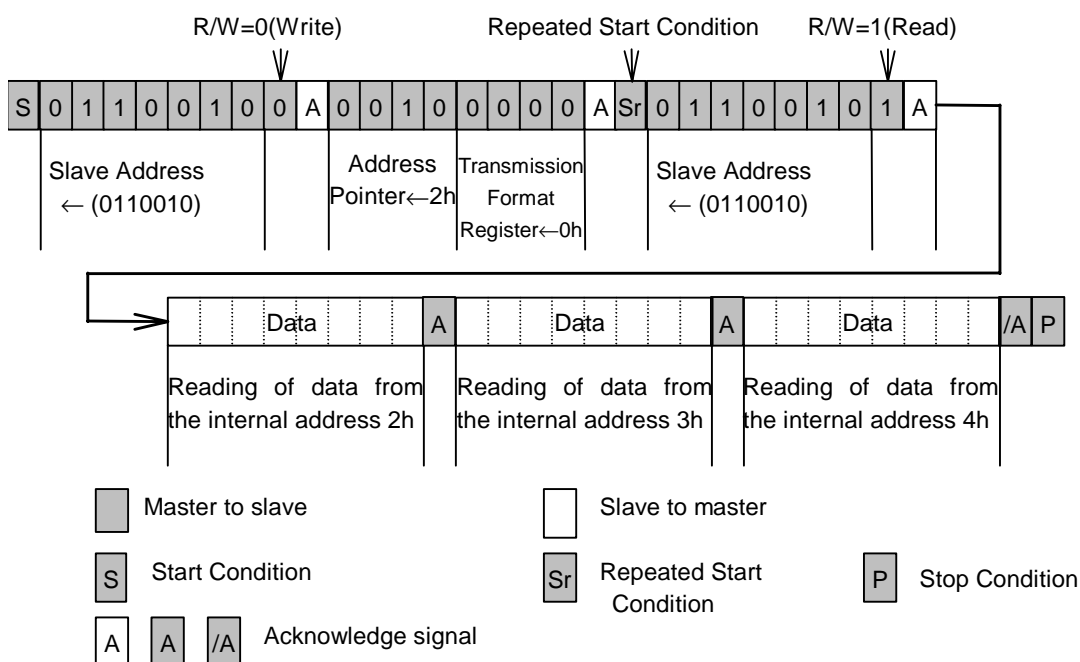 R/W=0(Write) Repeated Start Condition R/W=1(Read)
S 0 1 1 0 0 1 0 0 A 0 0 1 0 0 0 0 0 A Sr 0 1 1 0 0 1 0 1 A
Slave Address
← (0110010)
Address
Pointer←2h
Transmission
Format
Register←0h
Slave Address
← (0110010)
Data A Data A Data /A P
Reading of data from
the internal address 2h
Reading of data from
the internal address 3h
Reading of data from
the internal address 4h
Master to slave
Slave to master
S Start Condition
Sr Repeated Start
Condition
P Stop Condition
A A /A Acknowledge signal